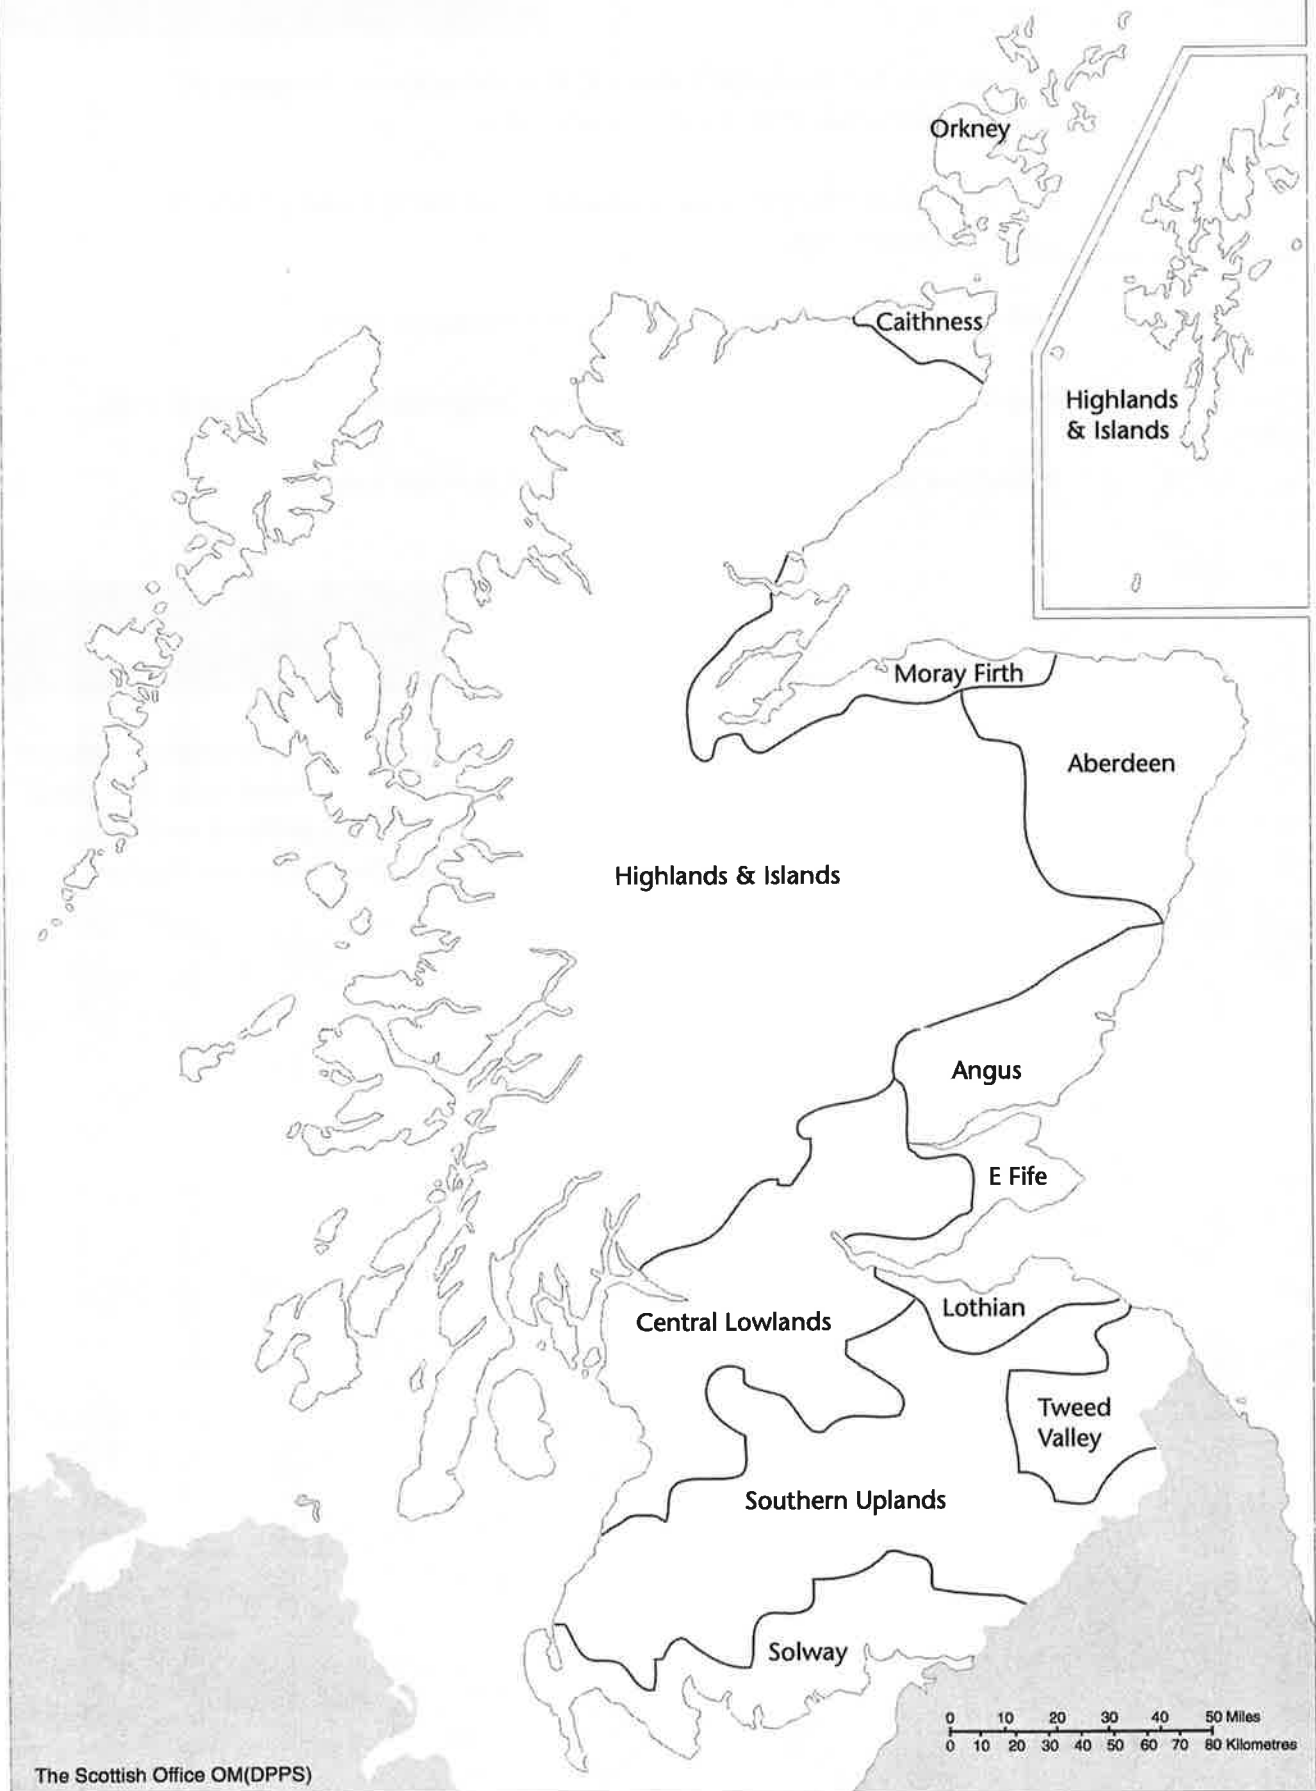 Orkney
Caithness
Highlands
& Islands
Moray Firth
Aberdeen
Highlands & Islands
Angus
E Fife
Central Lowlands
Lothian
Tweed
Valley
Southern Uplands
Solway
0 10 20 30 40 50 Miles
0 10 20 30 40 50 60 70 80 Kilometres
The Scottish Office OM(DPPS)